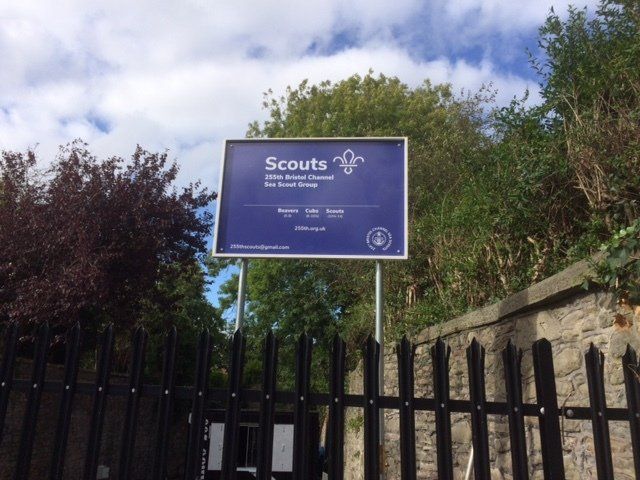 Scouts
255th Bristol Channel
Sea Scout Group
Beavers Cubs Scouts
255th.org.uk
255thscouts@gmail.com